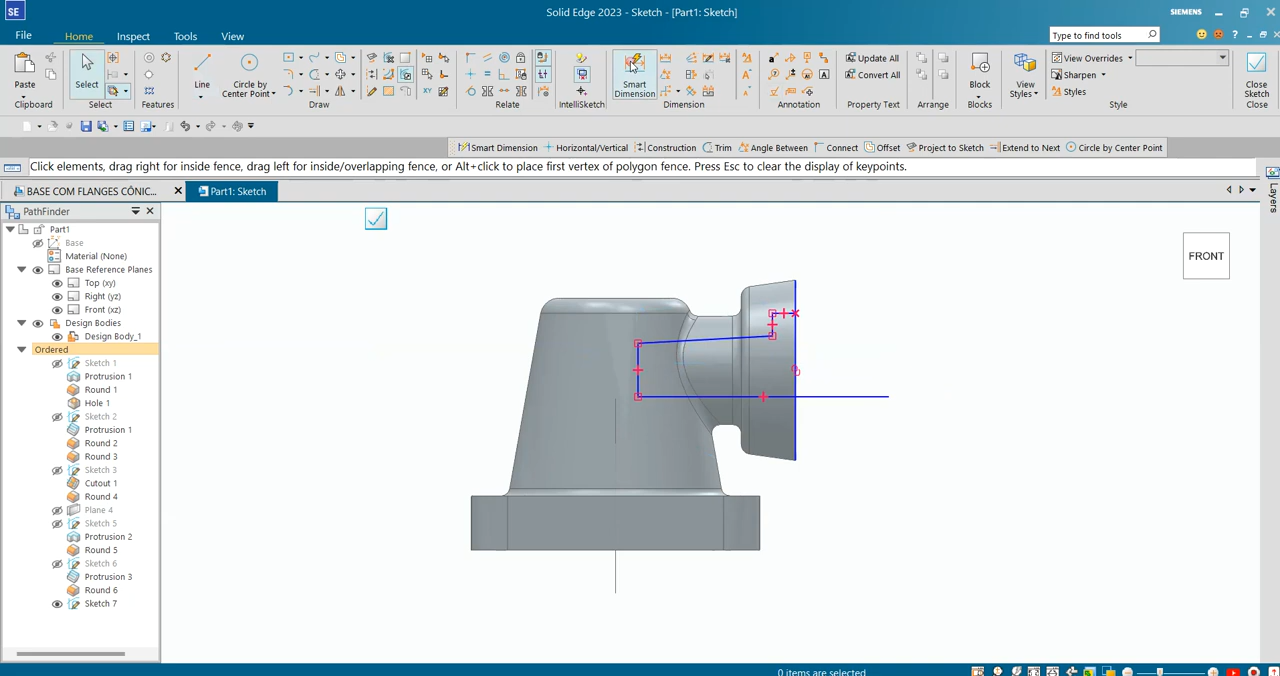 SE
Solid Edge 2023 - Sketch - [Part1: Sketch]
SIEMENS
File
Home
Inspect
Tools
View
Type to find tools
Paste
Clipboard
Select
Select
Features
Line
Circle by Center Point
Draw
Relate
IntelliSketch
Smart Dimension
Dimension
Annotation
Update All
Convert All
Property Text
Arrange
Block
Blocks
View Styles
View Overrides
Sharpen
Styles
Style
Close Sketch
Close
Smart Dimension
Horizontal/Vertical
Construction
Trim
Angle Between
Connect
Offset
Project to Sketch
Extend to Next
Circle by Center Point
Click elements, drag right for inside fence, drag left for inside/overlapping fence, or Alt+click to place first vertex of polygon fence. Press Esc to clear the display of keypoints.
BASE COM FLANGES CÔNIC...
Part1: Sketch
Layers
PathFinder
Part1
Base
Material (None)
Base Reference Planes
Top (xy)
Right (yz)
Front (xz)
Design Bodies
Design Body_1
Ordered
Sketch 1
Protrusion 1
Round 1
Hole 1
Sketch 2
Protrusion 1
Round 2
Round 3
Sketch 3
Cutout 1
Round 4
Plane 4
Sketch 5
Protrusion 2
Round 5
Sketch 6
Protrusion 3
Round 6
Sketch 7
FRONT
0 items are selected